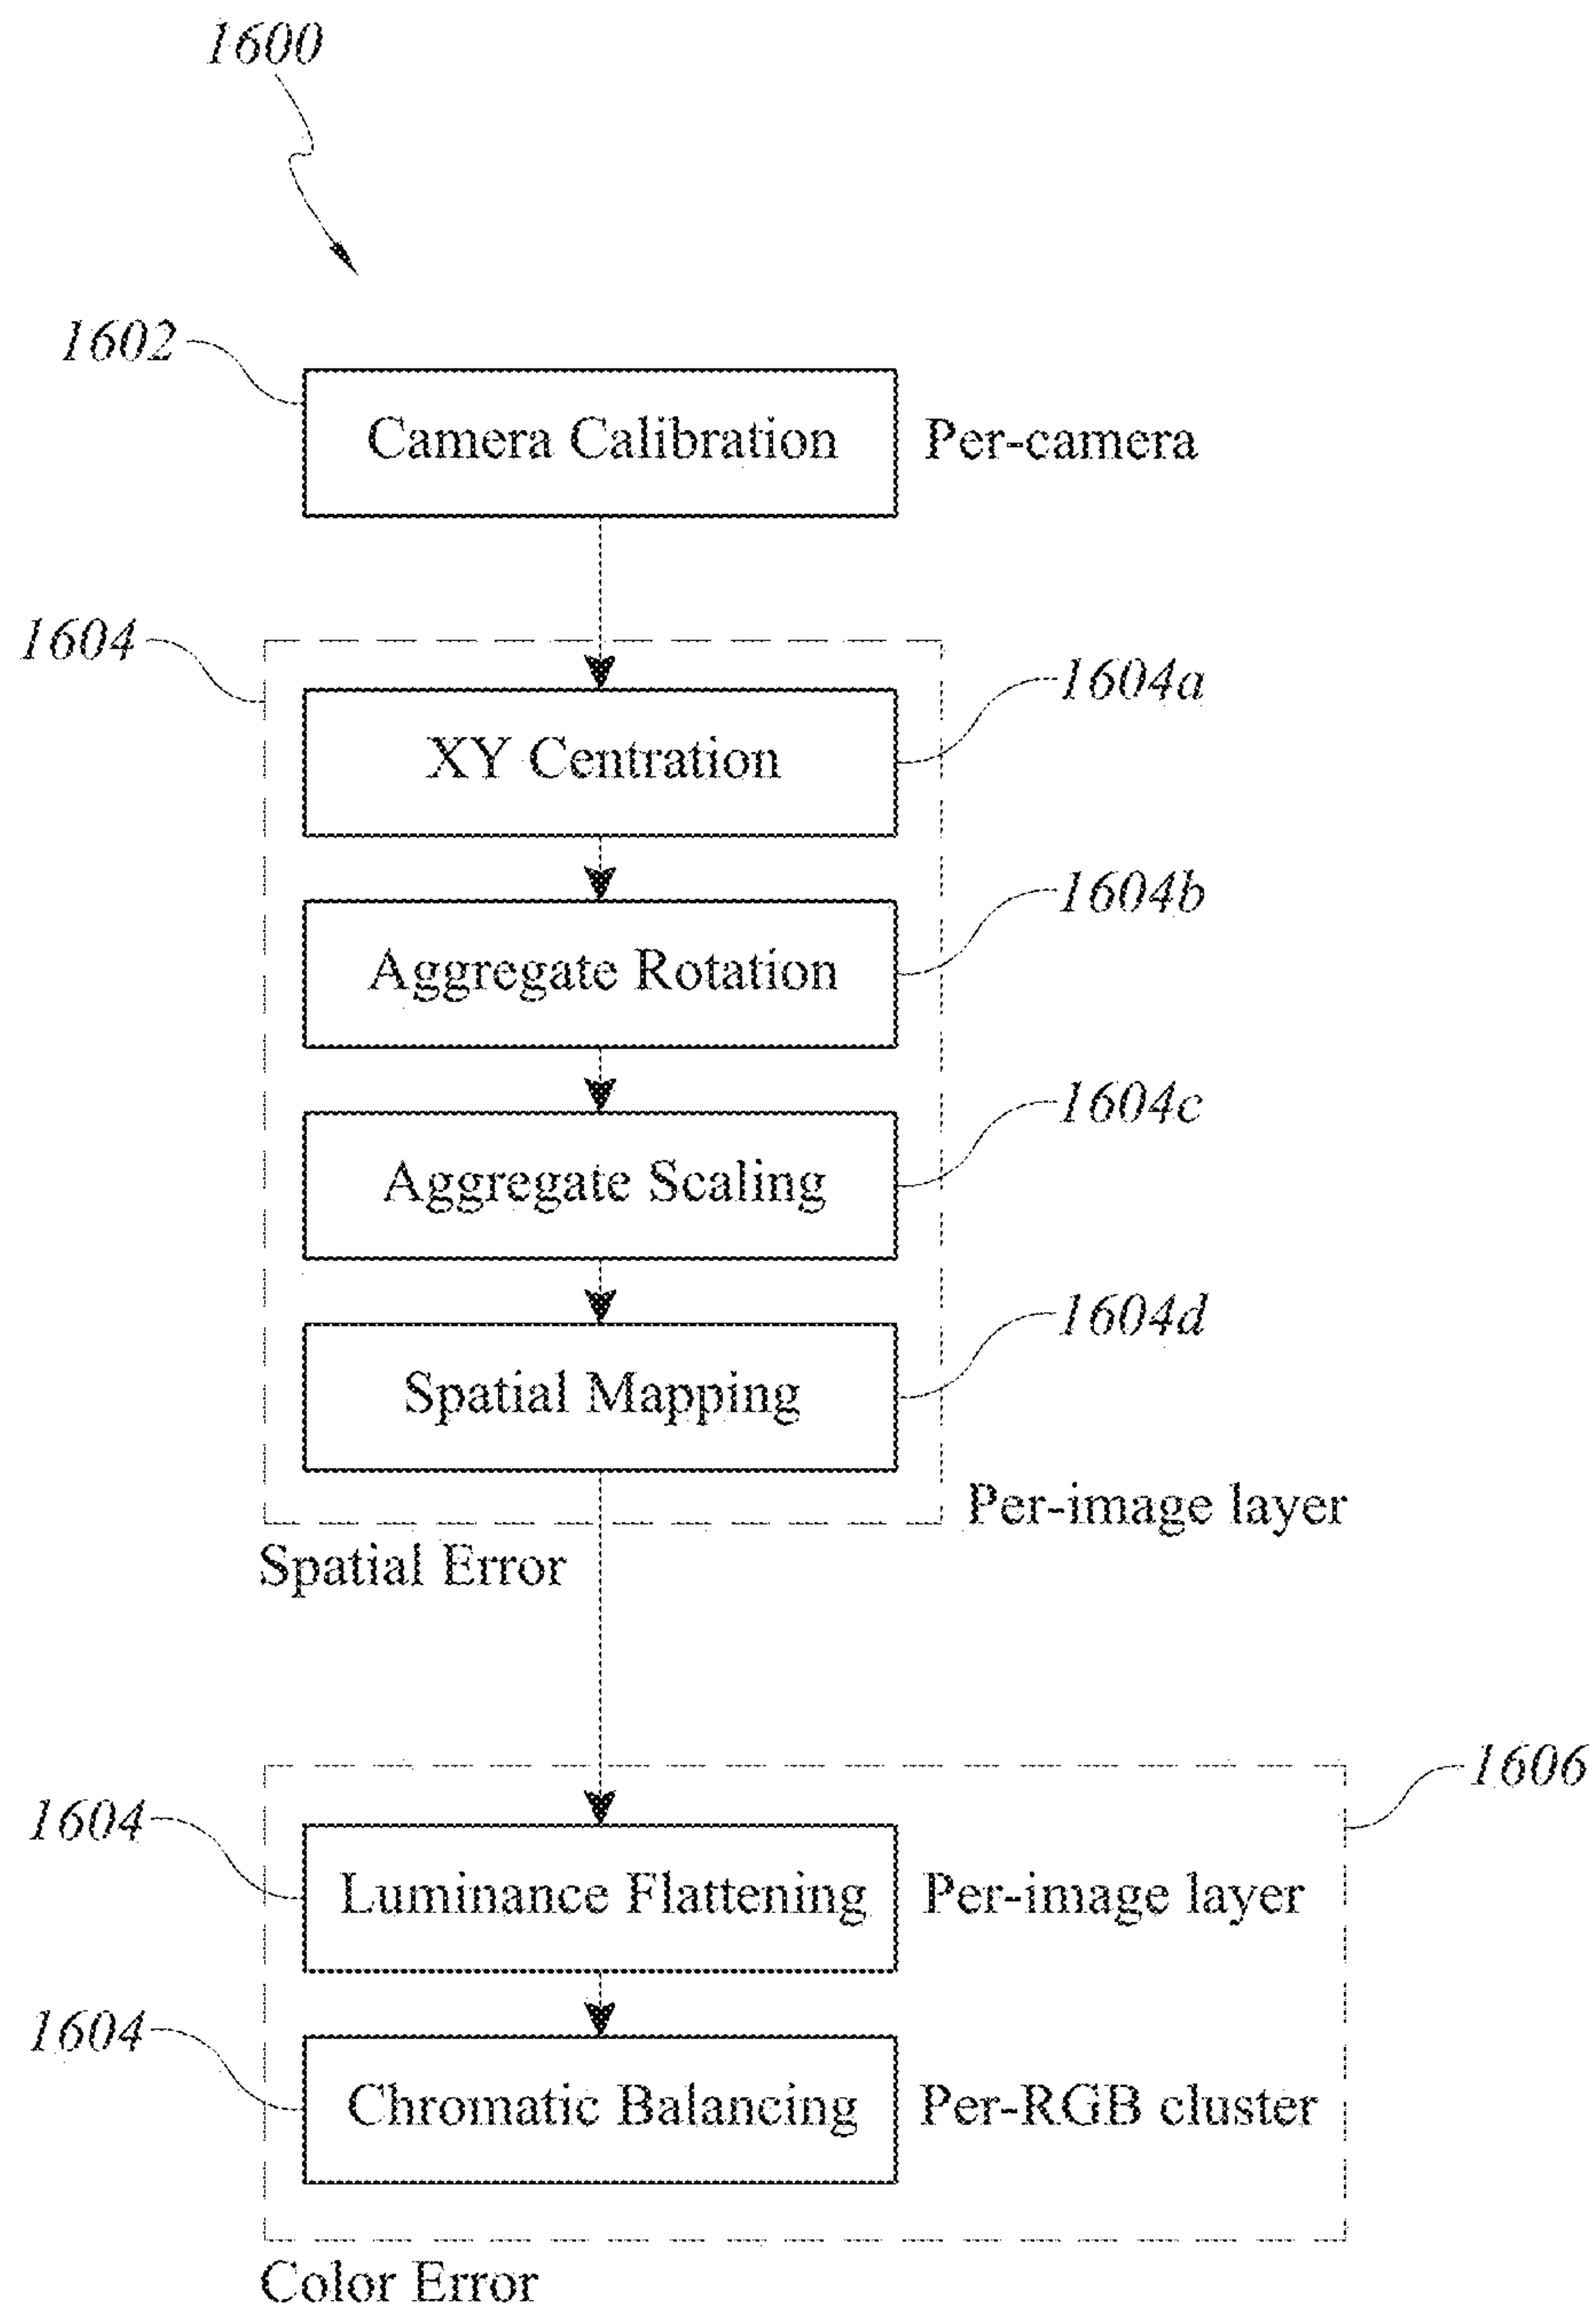 1600
1602
Camera Calibration
Per-camera
1604
1604a
XY Centration
1604b
Aggregate Rotation
1604c
Aggregate Scaling
1604d
Spatial Mapping
Per-image layer
Spatial Error
1606
1604
Luminance Flattening
Per-image layer
1604
Chromatic Balancing
Per-RGB cluster
Color Error